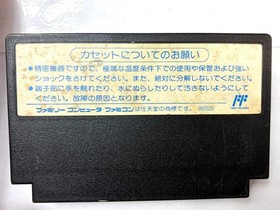 カセットについてのお願い
●精密機器ですので、極端な温度条件下での使用や保管および強い
ショックをさけてください。また、絶対に分解しないでください。
●端子部に手を触れたり、水にぬらしたりして汚さないようにして
ください。故障の原因となります。
ファミリーコンピュータ ファミコンは任天堂の商標です。
FF